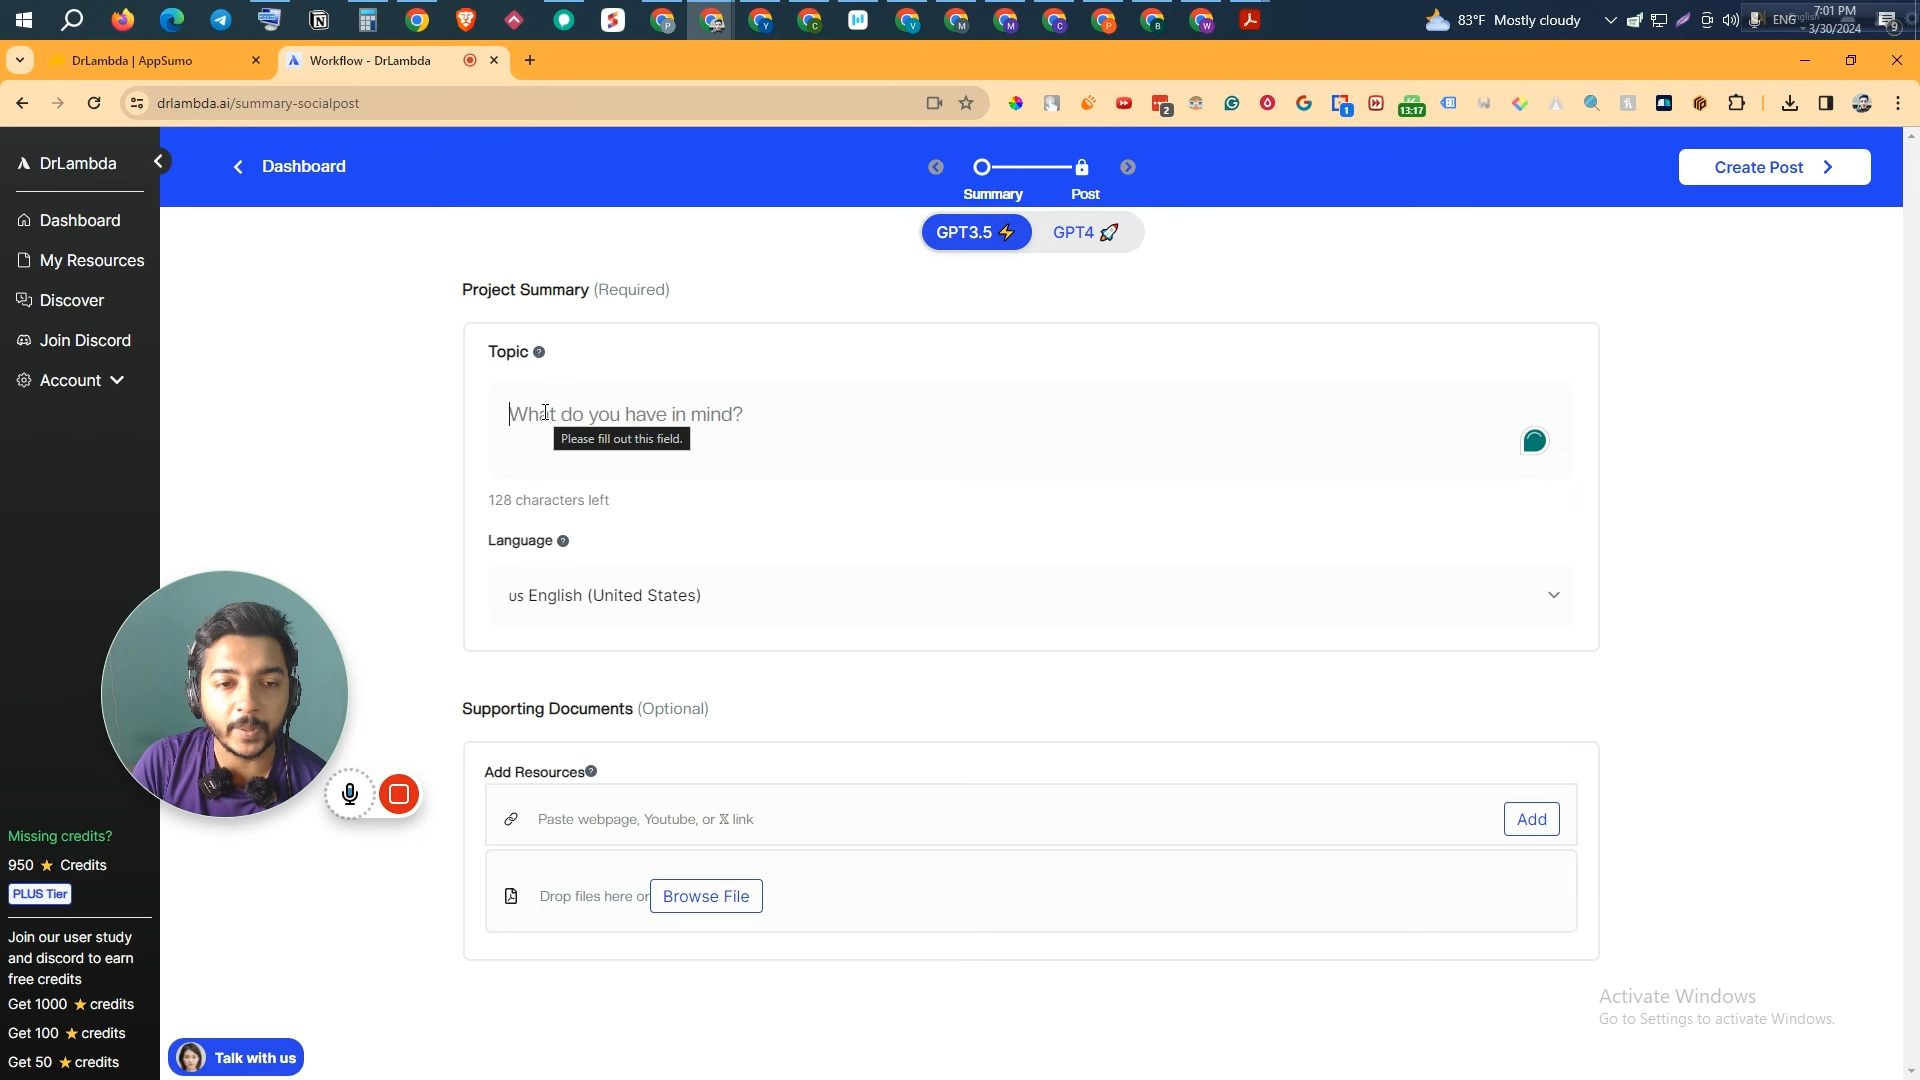 83°F Mostly cloudy
ENG
7:01 PM
3/30/2024
9
DrLambda | AppSumo
Workflow - DrLambda
drlambda.ai/summary-socialpost
2
1
13:17
DrLambda
Dashboard
Summary
Post
Create Post
Dashboard
My Resources
Discover
Join Discord
Account
GPT3.5
GPT4
Project Summary (Required)
Topic
What do you have in mind?
Please fill out this field.
128 characters left
Language
us English (United States)
Supporting Documents (Optional)
Add Resources
Paste webpage, Youtube, or 𝕏 link
Add
Drop files here or
Browse File
Missing credits?
950 Credits
PLUS Tier
Join our user study
and discord to earn
free credits
Get 1000 credits
Get 100 credits
Get 50 credits
Talk with us
Activate Windows
Go to Settings to activate Windows.